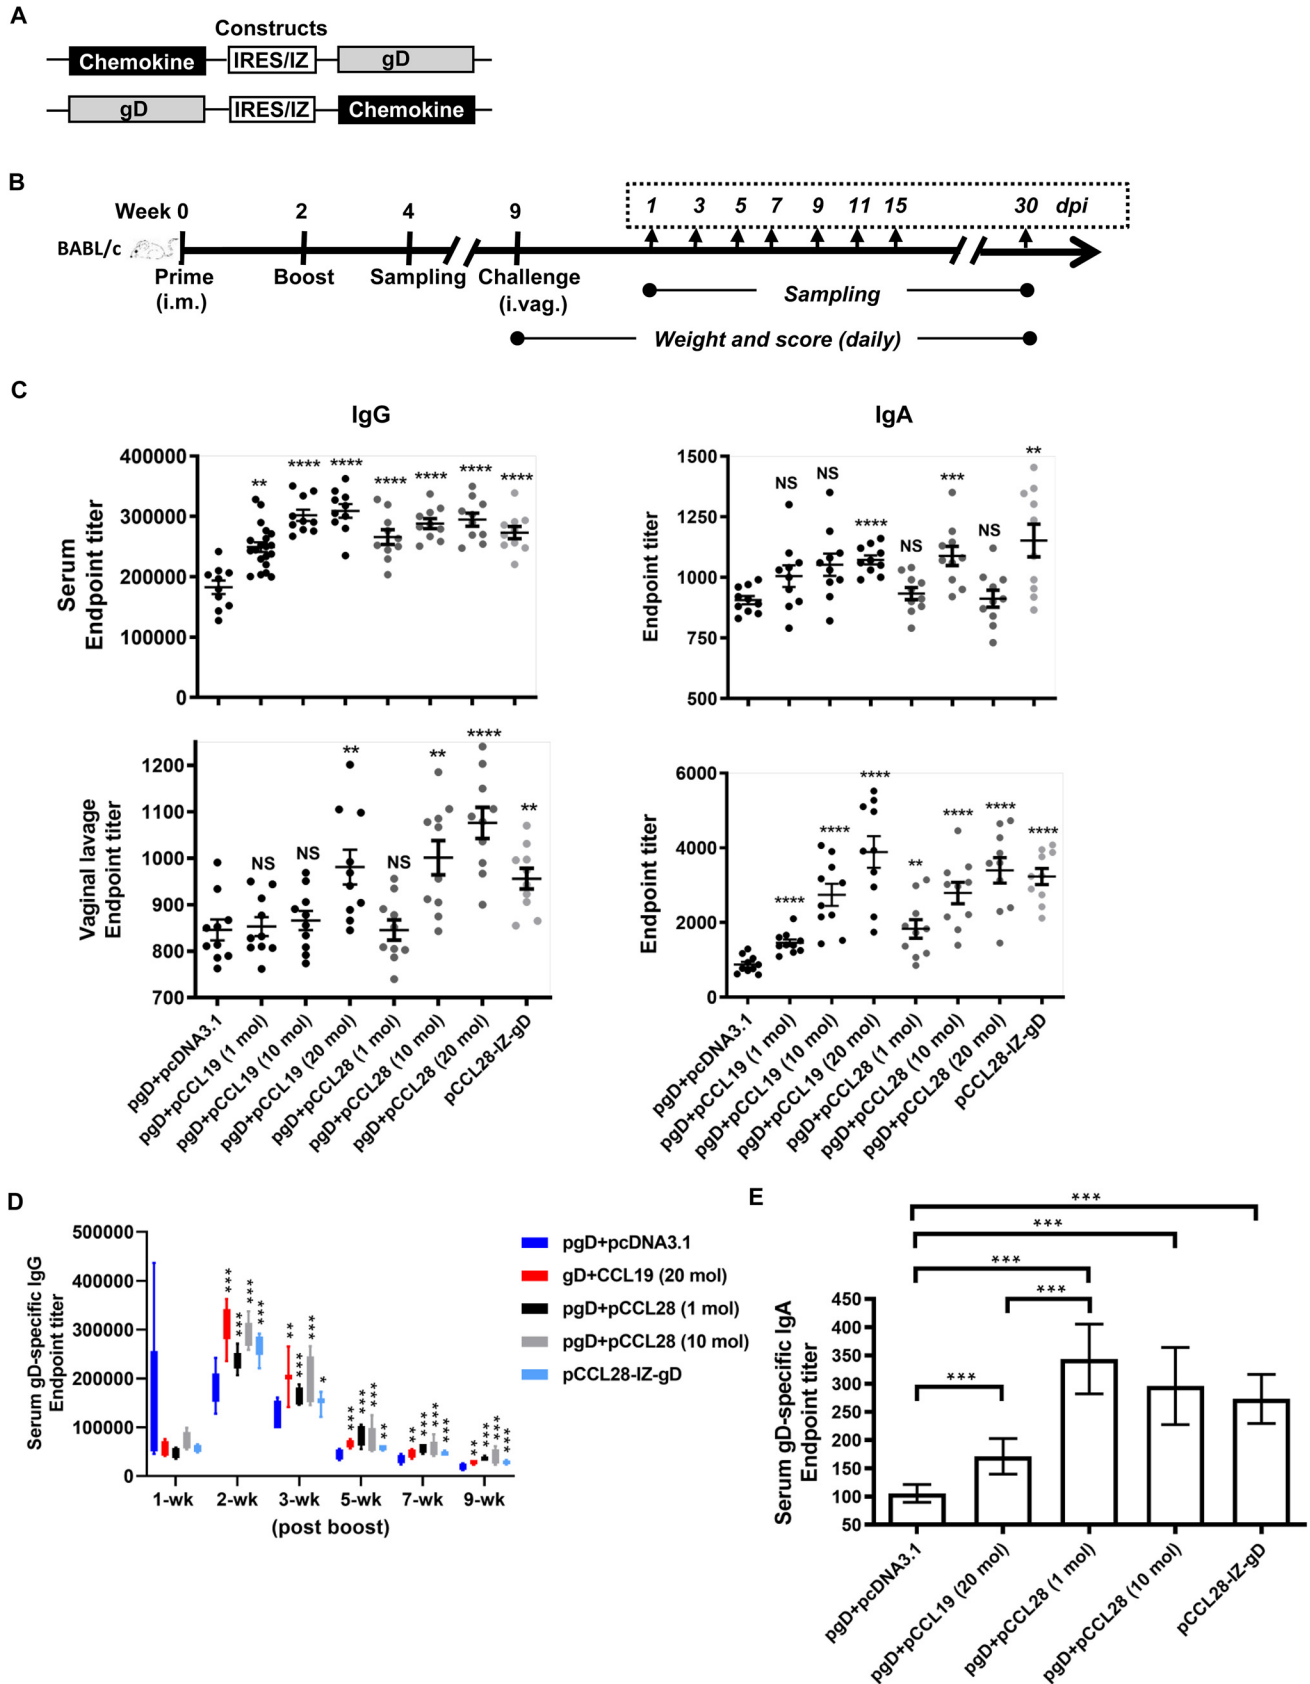 A
Constructs
Chemokine IRES/IZ gD
gD IRES/IZ Chemokine
B
Week 0 2 4 9 1 3 5 7 9 11 15 30 dpi
BABL/c
Prime Boost Sampling Challenge
(i.m.) (i.vag.)
Sampling
Weight and score (daily)
C
IgG
Serum
Endpoint titer
400000
300000
200000
100000
0
** **** **** **** **** **** ****
IgA
Endpoint titer
1500
1250
1000
750
500
NS NS **** NS *** NS **
Vaginal lavage
Endpoint titer
1200
1100
1000
900
800
700
NS NS ** NS ** **** **
pgD+pcDNA3.1
pgD+pCCL19 (1 mol)
pgD+pCCL19 (10 mol)
pgD+pCCL19 (20 mol)
pgD+pCCL28 (1 mol)
pgD+pCCL28 (10 mol)
pgD+pCCL28 (20 mol)
pCCL28-IZ-gD
Endpoint titer
6000
4000
2000
0
**** **** **** ** **** **** ****
pgD+pcDNA3.1
pgD+pCCL19 (1 mol)
pgD+pCCL19 (10 mol)
pgD+pCCL19 (20 mol)
pgD+pCCL28 (1 mol)
pgD+pCCL28 (10 mol)
pgD+pCCL28 (20 mol)
pCCL28-IZ-gD
D
Serum gD-specific IgG
Endpoint titer
500000
400000
300000
200000
100000
0
*** *** *** ***
** *** *** *
*** *** *** **
** *** *** ***
** *** *** ***
1-wk 2-wk 3-wk 5-wk 7-wk 9-wk
(post boost)
pgD+pcDNA3.1
gD+CCL19 (20 mol)
pgD+pCCL28 (1 mol)
pgD+pCCL28 (10 mol)
pCCL28-IZ-gD
E
Serum gD-specific IgA
Endpoint titer
450
400
350
300
250
200
150
100
50
***
***
***
***
***
pgD+pcDNA3.1
pgD+pCCL19 (20 mol)
pgD+pCCL28 (1 mol)
pgD+pCCL28 (10 mol)
pCCL28-IZ-gD